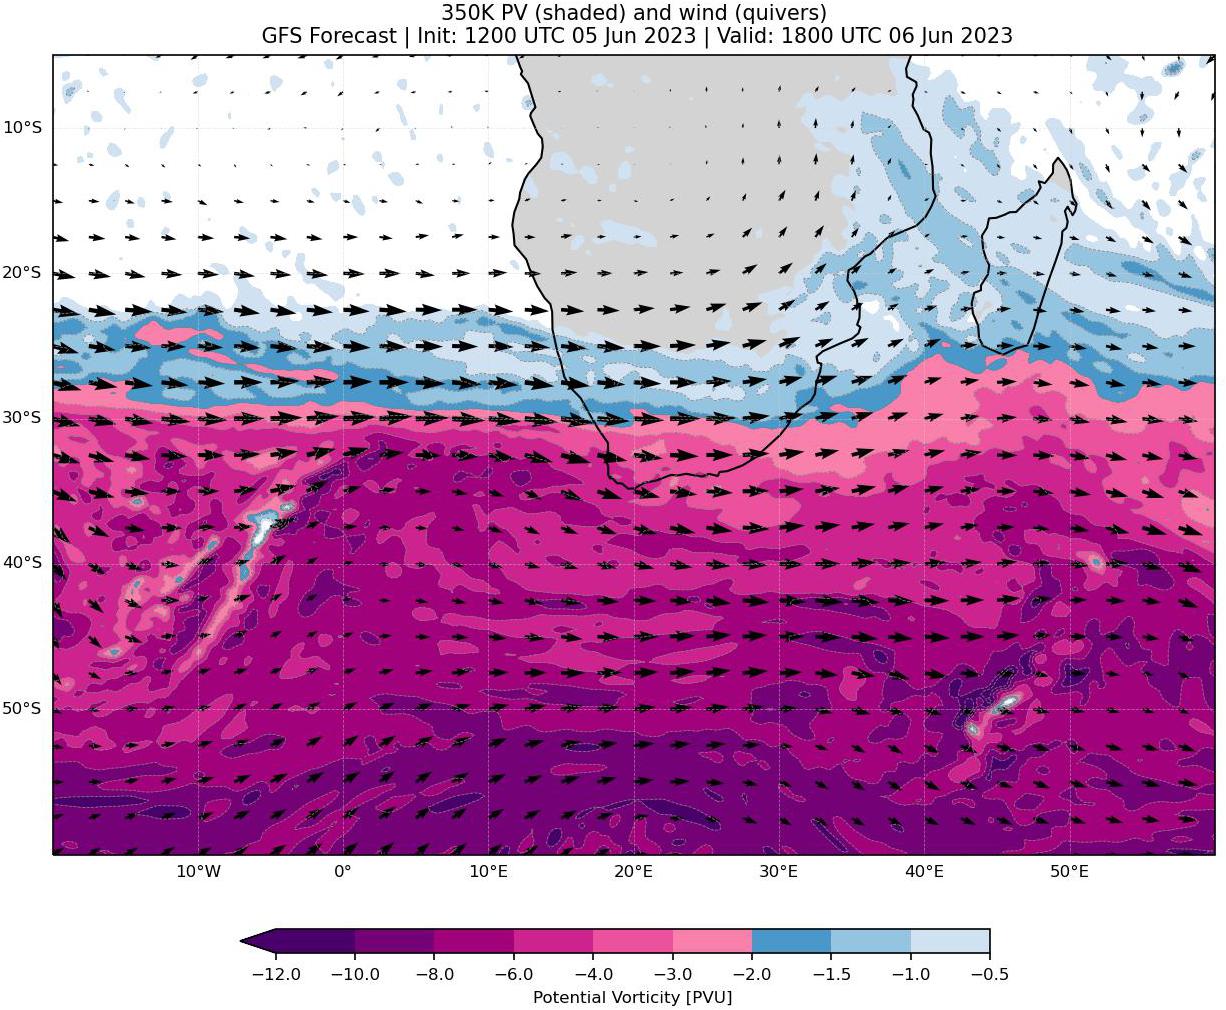 350K PV (shaded) and wind (quivers)
GFS Forecast | Init: 1200 UTC 05 Jun 2023 | Valid: 1800 UTC 06 Jun 2023
10°S
20°S
30°S
40°S
50°S
10°W 0° 10°E 20°E 30°E 40°E 50°E
−12.0 −10.0 −8.0 −6.0 −4.0 −3.0 −2.0 −1.5 −1.0 −0.5
Potential Vorticity [PVU]